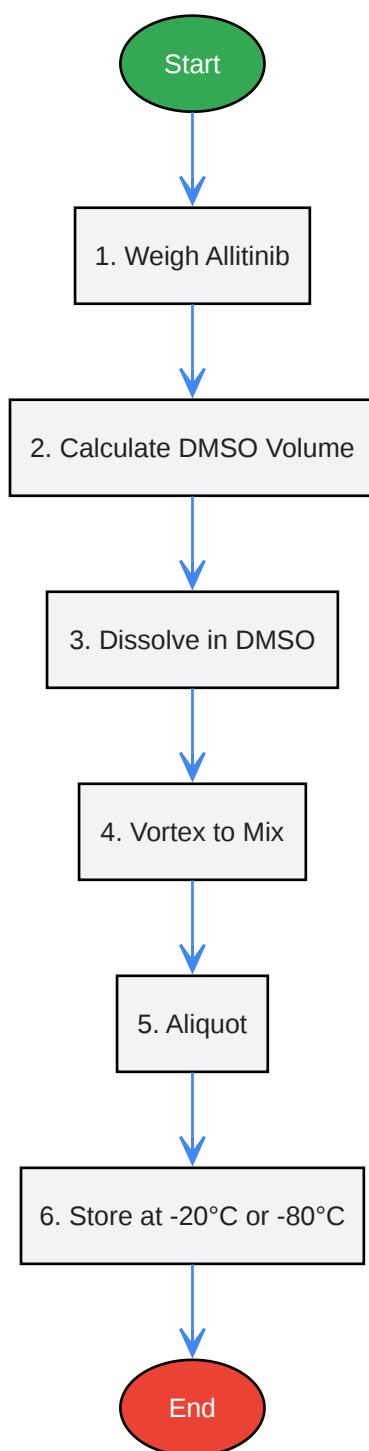 Start
1. Weigh Allitinib
2. Calculate DMSO Volume
3. Dissolve in DMSO
4. Vortex to Mix
5. Aliquot
6. Store at -20°C or -80°C
End